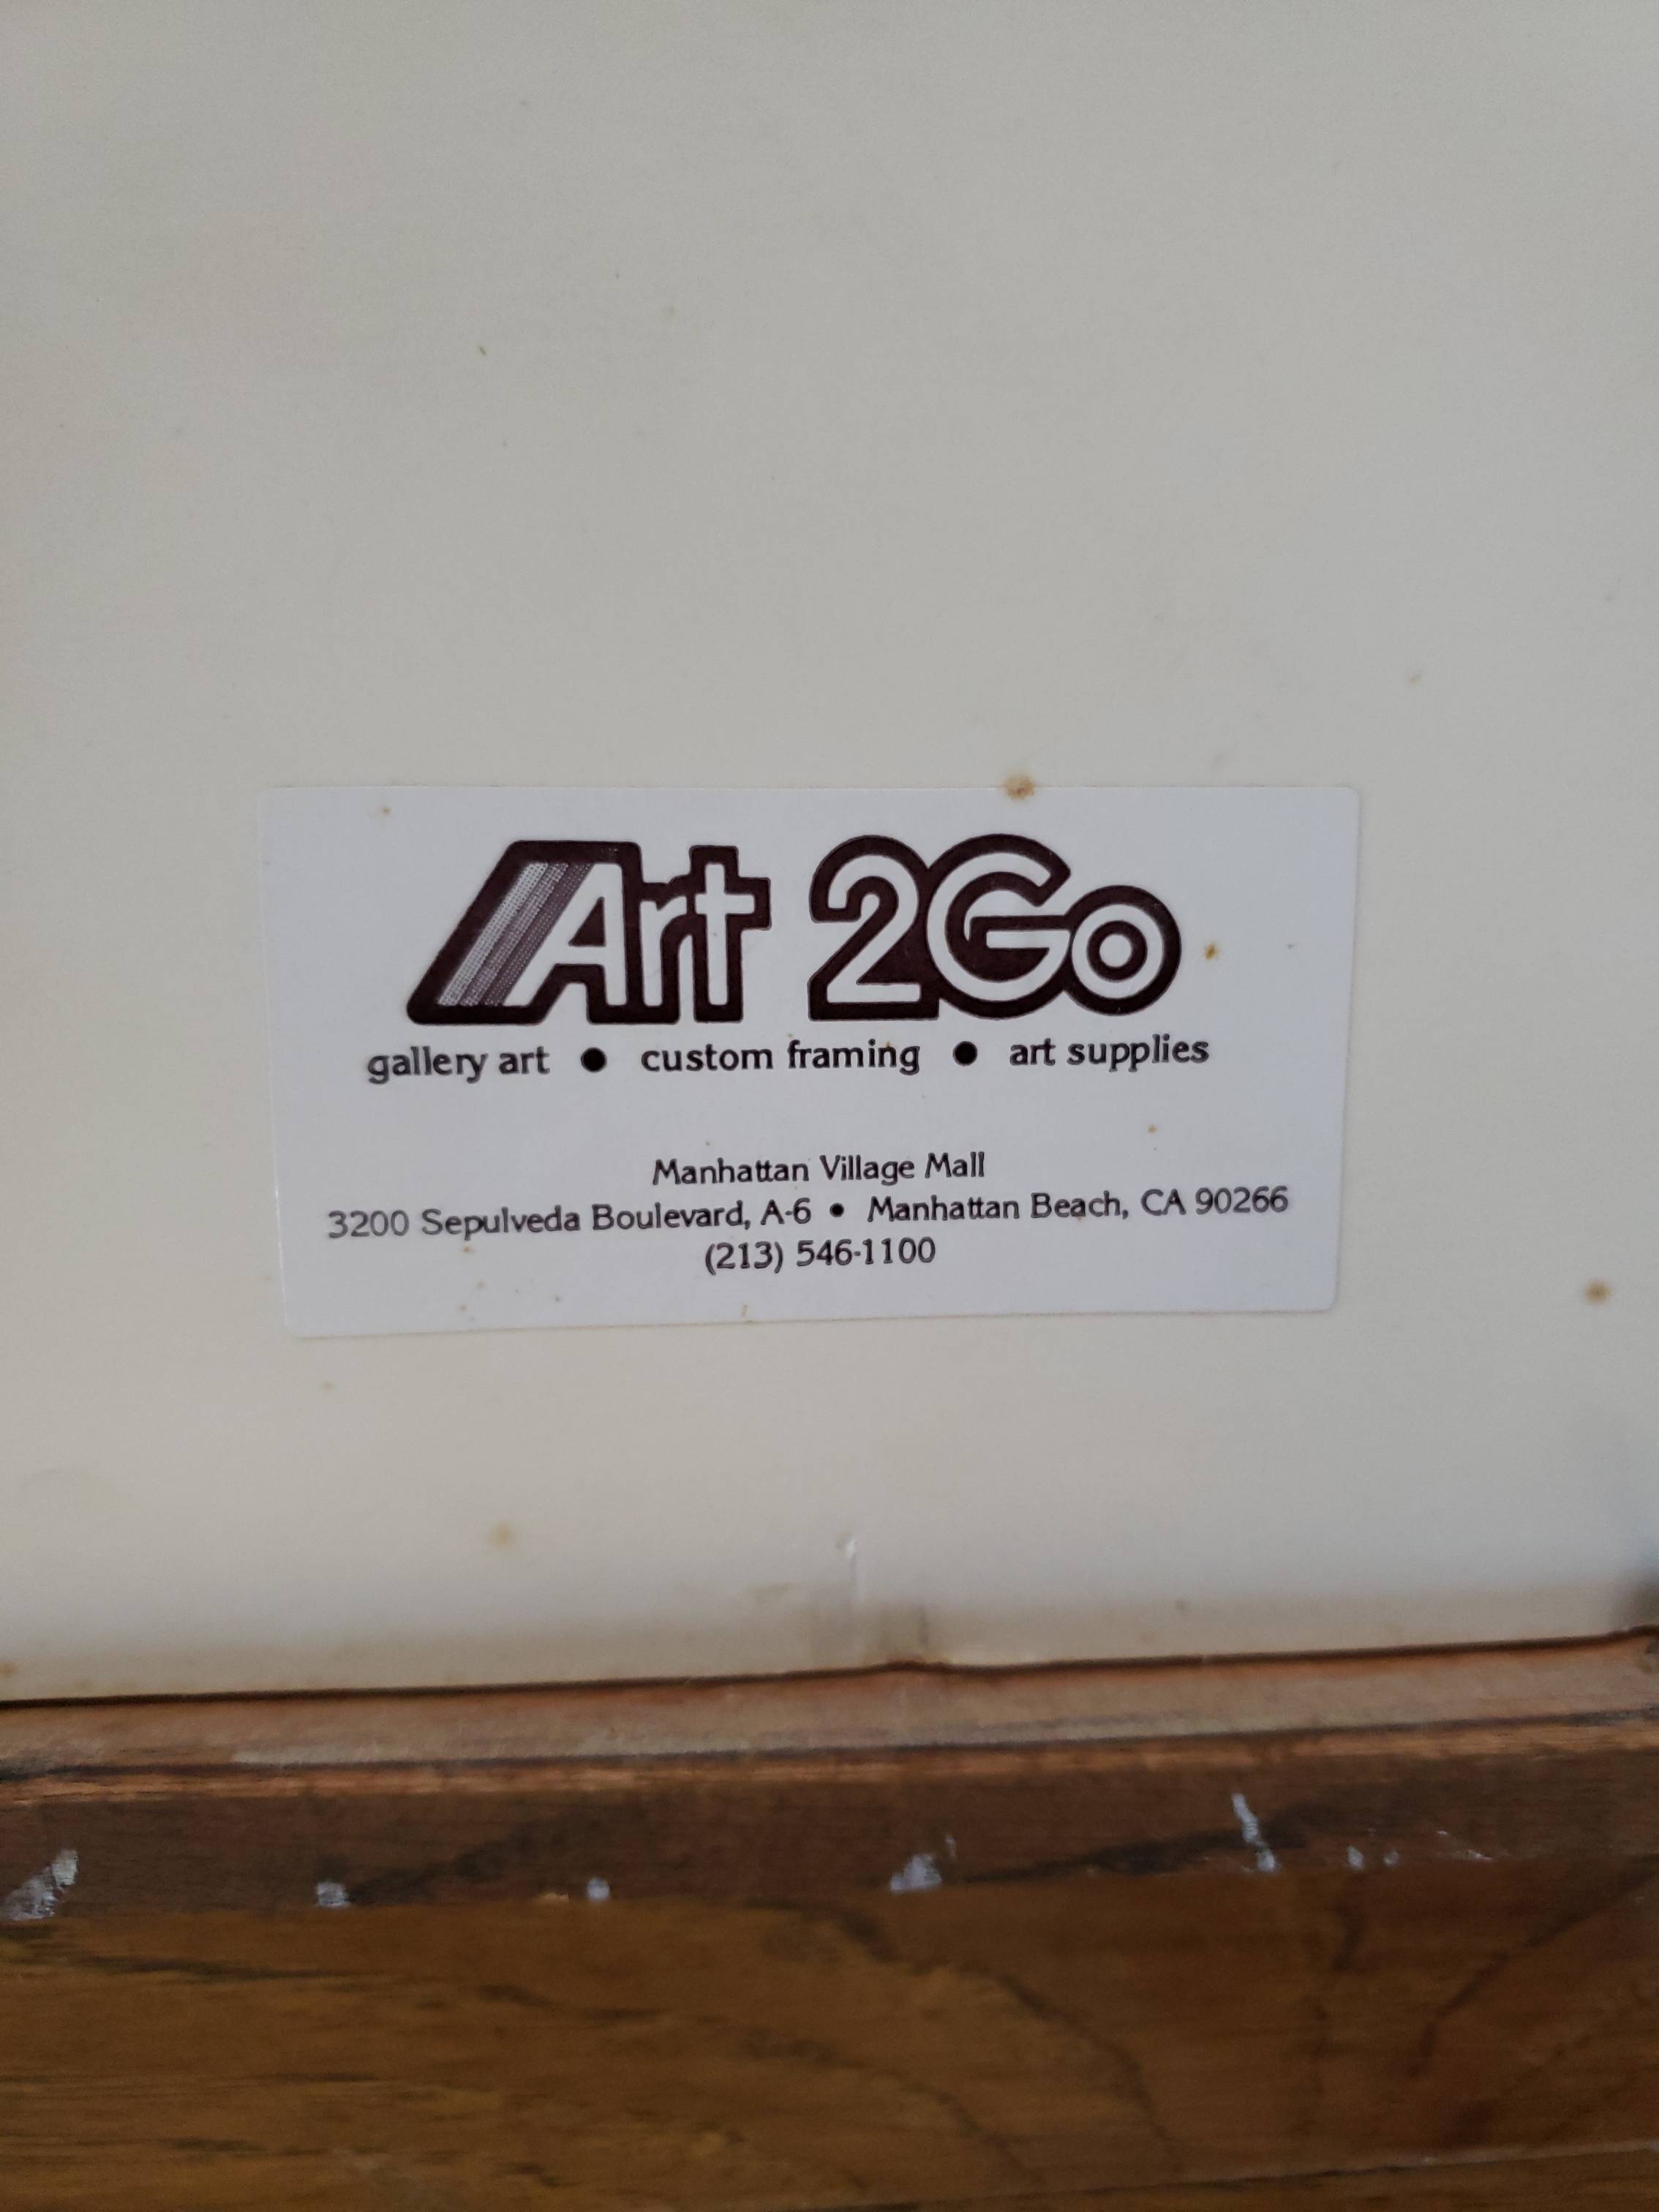 Art 2Go
gallery art ● custom framing ● art supplies
Manhattan Village Mall
3200 Sepulveda Boulevard, A-6 • Manhattan Beach, CA 90266
(213) 546-1100